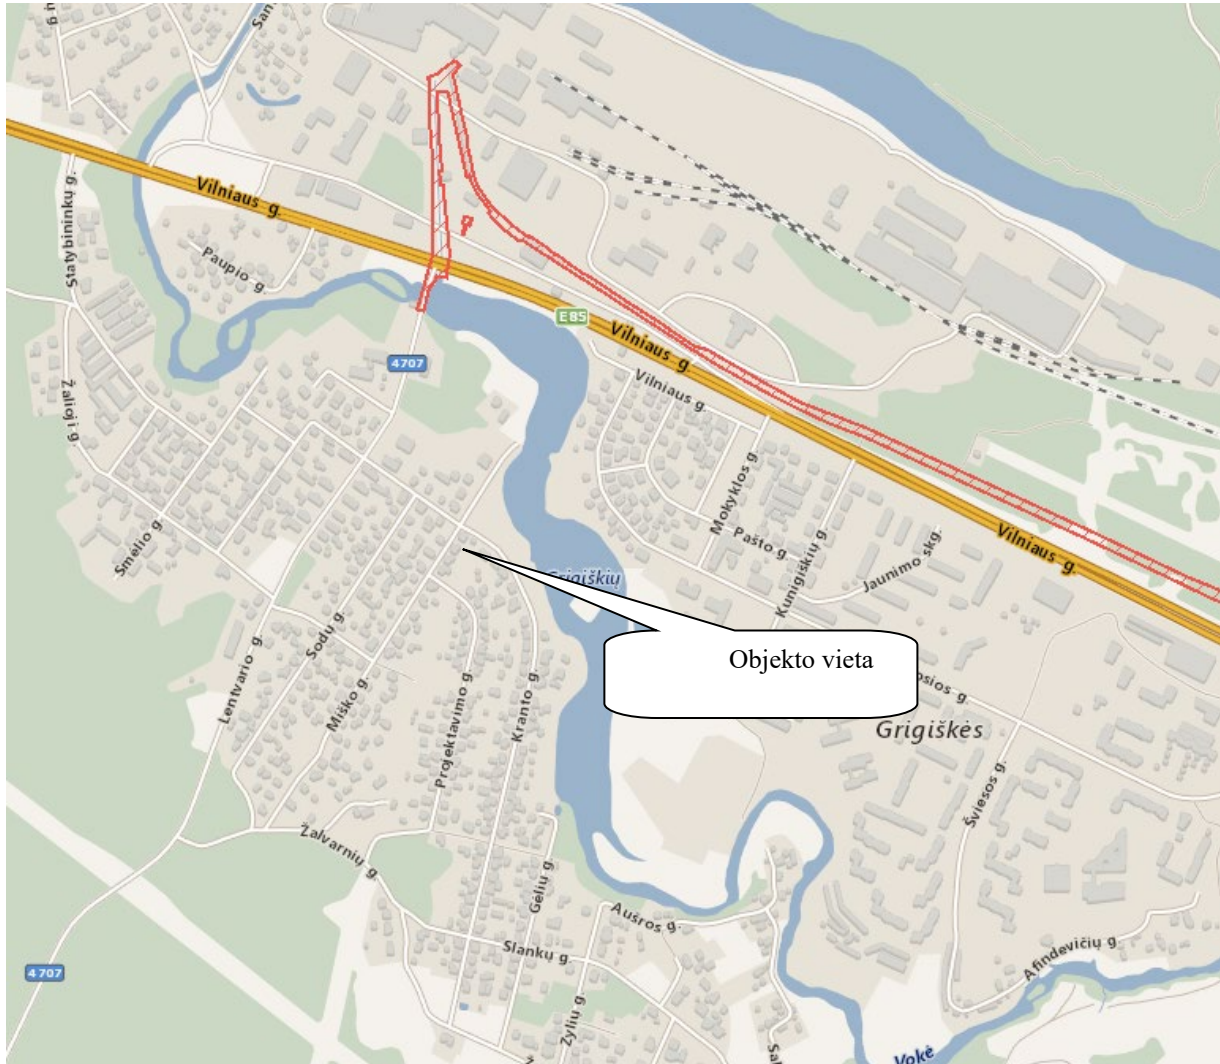 Vilniaus g.
Statybininkų g.
Paupio g.
E85
4707
Vilniaus g.
Vilniaus g.
Žalioji g.
Mokyklos g.
Pašto g.
Kunigiškių g.
Jaunimo skg.
Vilniaus g.
Smėlio g.
Grigiškių
Objekto vieta
Lentvario g.
Sodų g.
Miško g.
Projektavimo g.
Kranto g.
Grigiškės
Šviesos g.
Žalvarnių g.
Gėlių g.
Aušros g.
Slankų g.
Afindevičių g.
4707
Zylių g.
Vokė